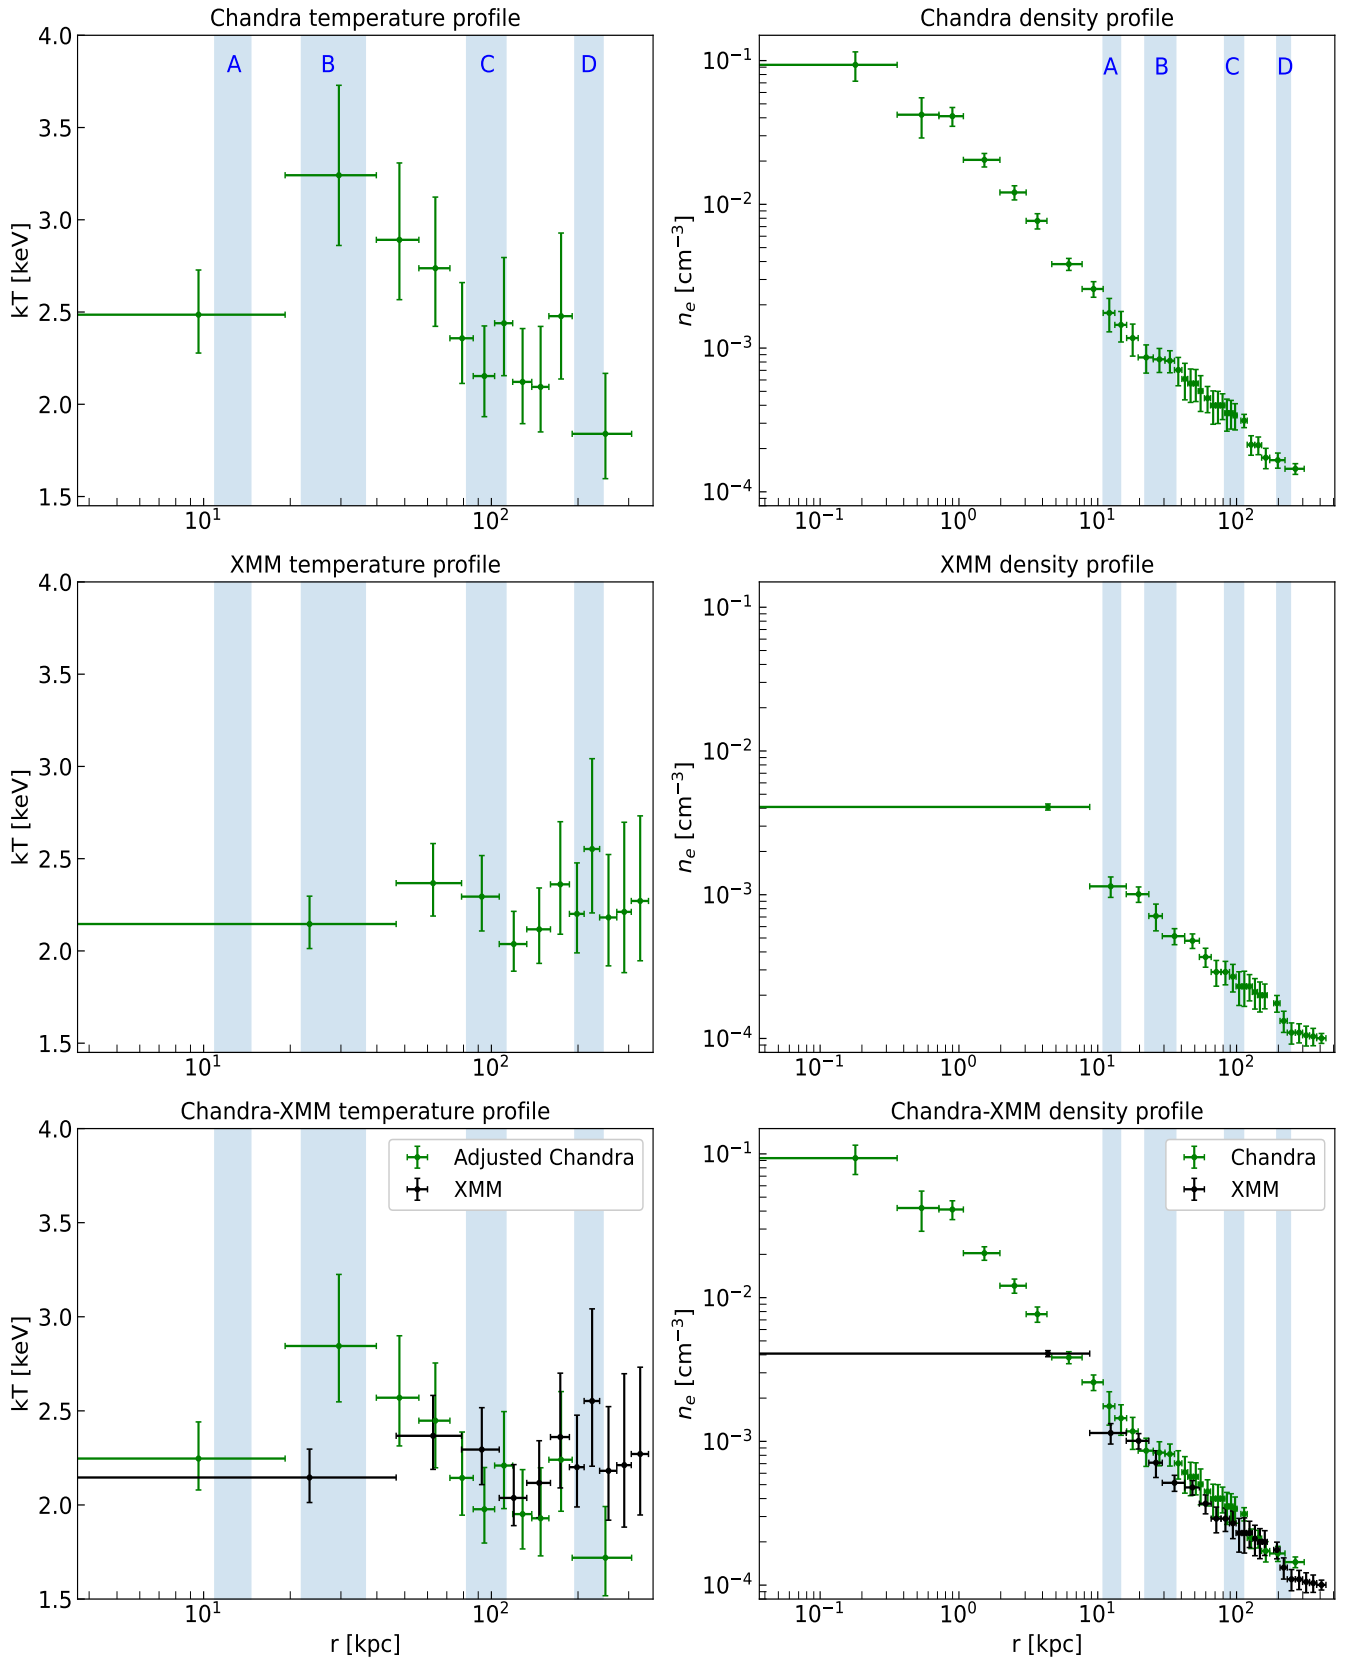 Chandra temperature profile
4.0
3.5
3.0
2.5
2.0
1.5
kT [keV]
A
B
C
D
10¹
10²
Chandra density profile
10⁻¹
10⁻²
10⁻³
10⁻⁴
nₑ [cm⁻³]
A
B
C
D
10⁻¹
10⁰
10¹
10²
XMM temperature profile
4.0
3.5
3.0
2.5
2.0
1.5
kT [keV]
10¹
10²
XMM density profile
10⁻¹
10⁻²
10⁻³
10⁻⁴
nₑ [cm⁻³]
10⁻¹
10⁰
10¹
10²
Chandra-XMM temperature profile
4.0
3.5
3.0
2.5
2.0
1.5
kT [keV]
Adjusted Chandra
XMM
10¹
10²
r [kpc]
Chandra-XMM density profile
10⁻¹
10⁻²
10⁻³
10⁻⁴
nₑ [cm⁻³]
Chandra
XMM
10⁻¹
10⁰
10¹
10²
r [kpc]